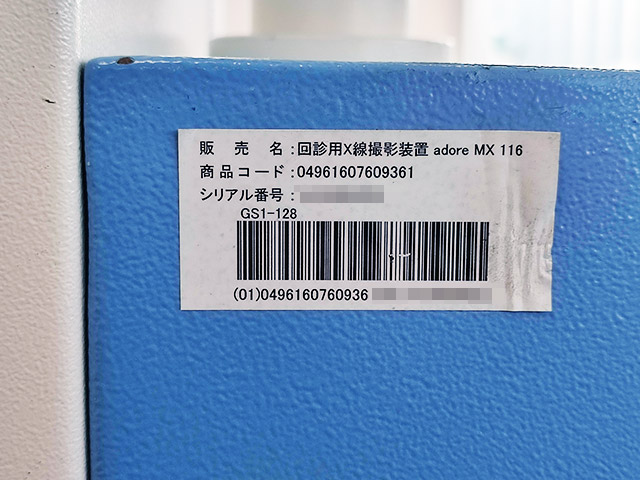 販 売 名 : 回診用X線撮影装置 adore MX 116
商品コード : 04961607609361
シリアル番号 :
GS1-128
(01)0496160760936